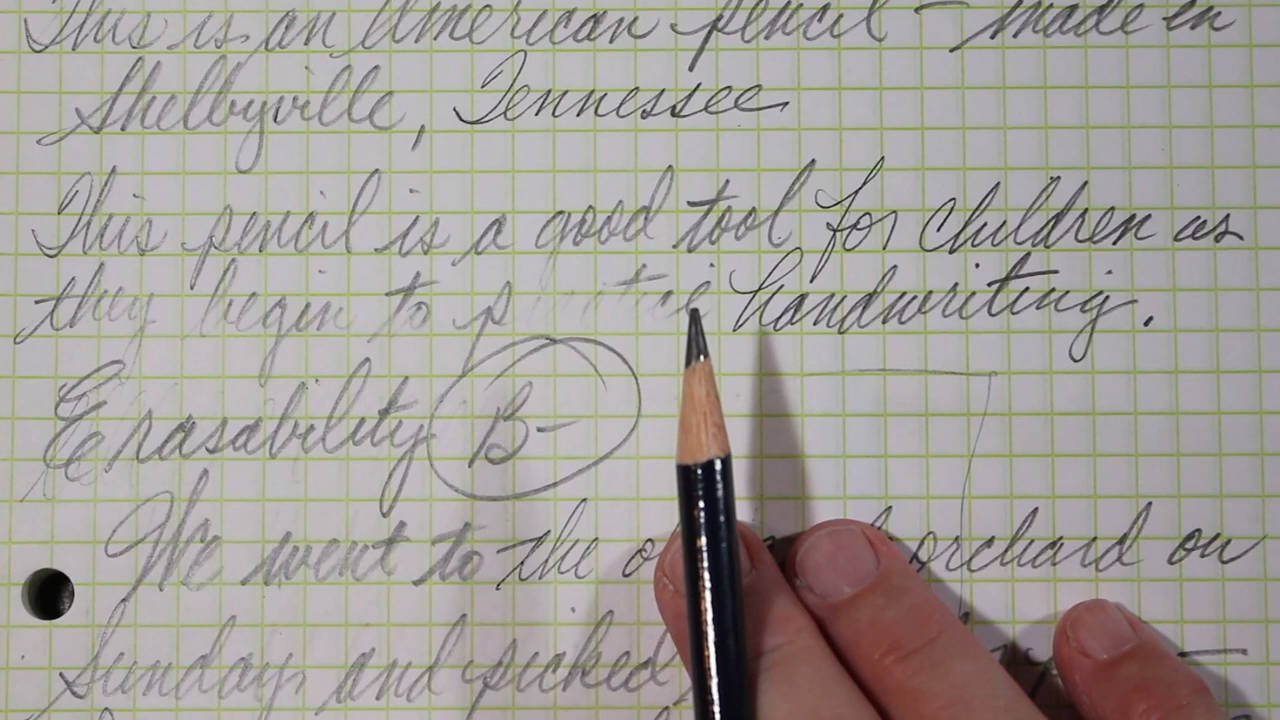 This is an American pencil – made in
Shelbyville, Tennessee
This pencil is a good tool for children as
they begin to practice handwriting.
Erasability B-
We went to the orchard on
Sunday and picked